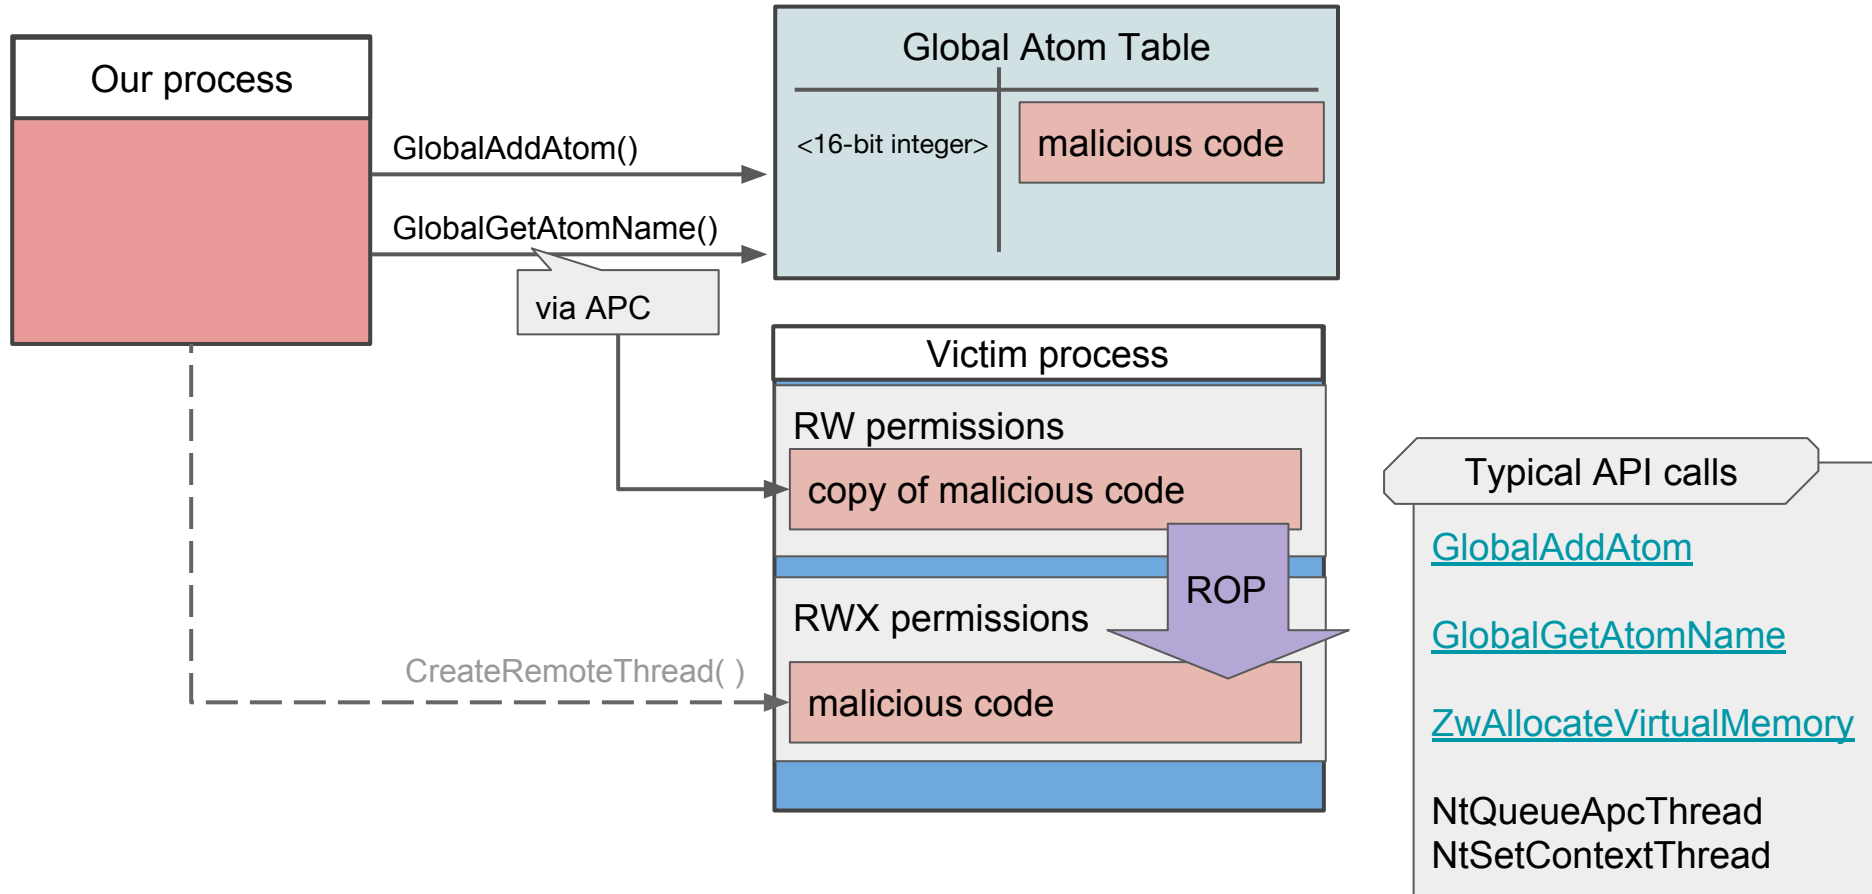 Our process
GlobalAddAtom()
GlobalGetAtomName()
via APC
Global Atom Table
<16-bit integer>
malicious code
Victim process
RW permissions
copy of malicious code
ROP
RWX permissions
malicious code
CreateRemoteThread( )
Typical API calls
GlobalAddAtom
GlobalGetAtomName
ZwAllocateVirtualMemory
NtQueueApcThread
NtSetContextThread